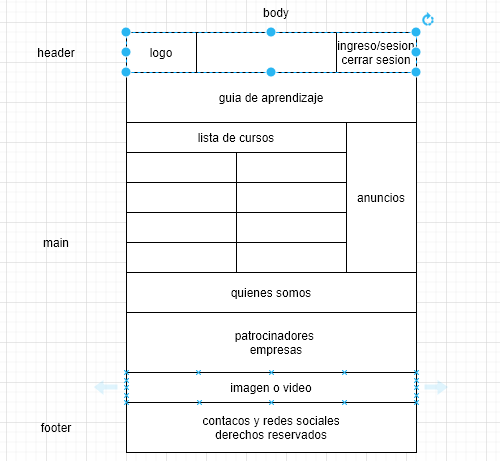 body
header
logo
ingreso/sesion
cerrar sesion
guia de aprendizaje
lista de cursos
anuncios
main
quienes somos
patrocinadores
empresas
imagen o video
footer
contacos y redes sociales
derechos reservados